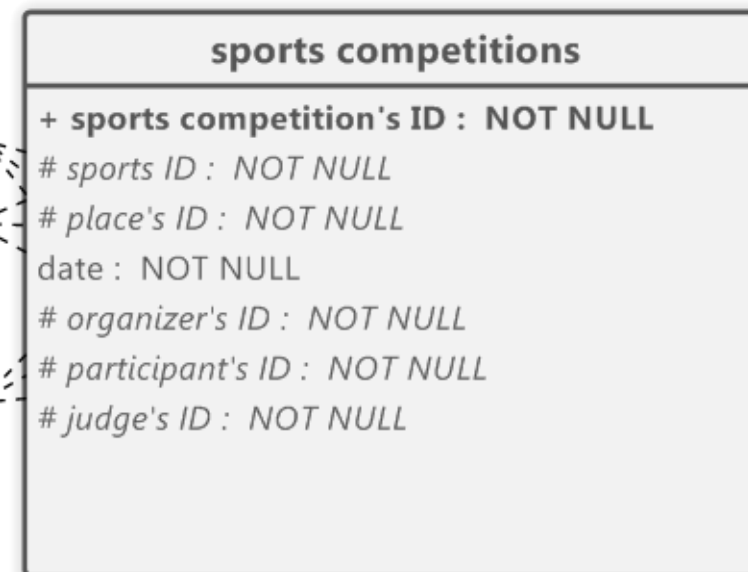 sports competitions
+ sports competition's ID : NOT NULL
# sports ID : NOT NULL
# place's ID : NOT NULL
date : NOT NULL
# organizer's ID : NOT NULL
# participant's ID : NOT NULL
# judge's ID : NOT NULL